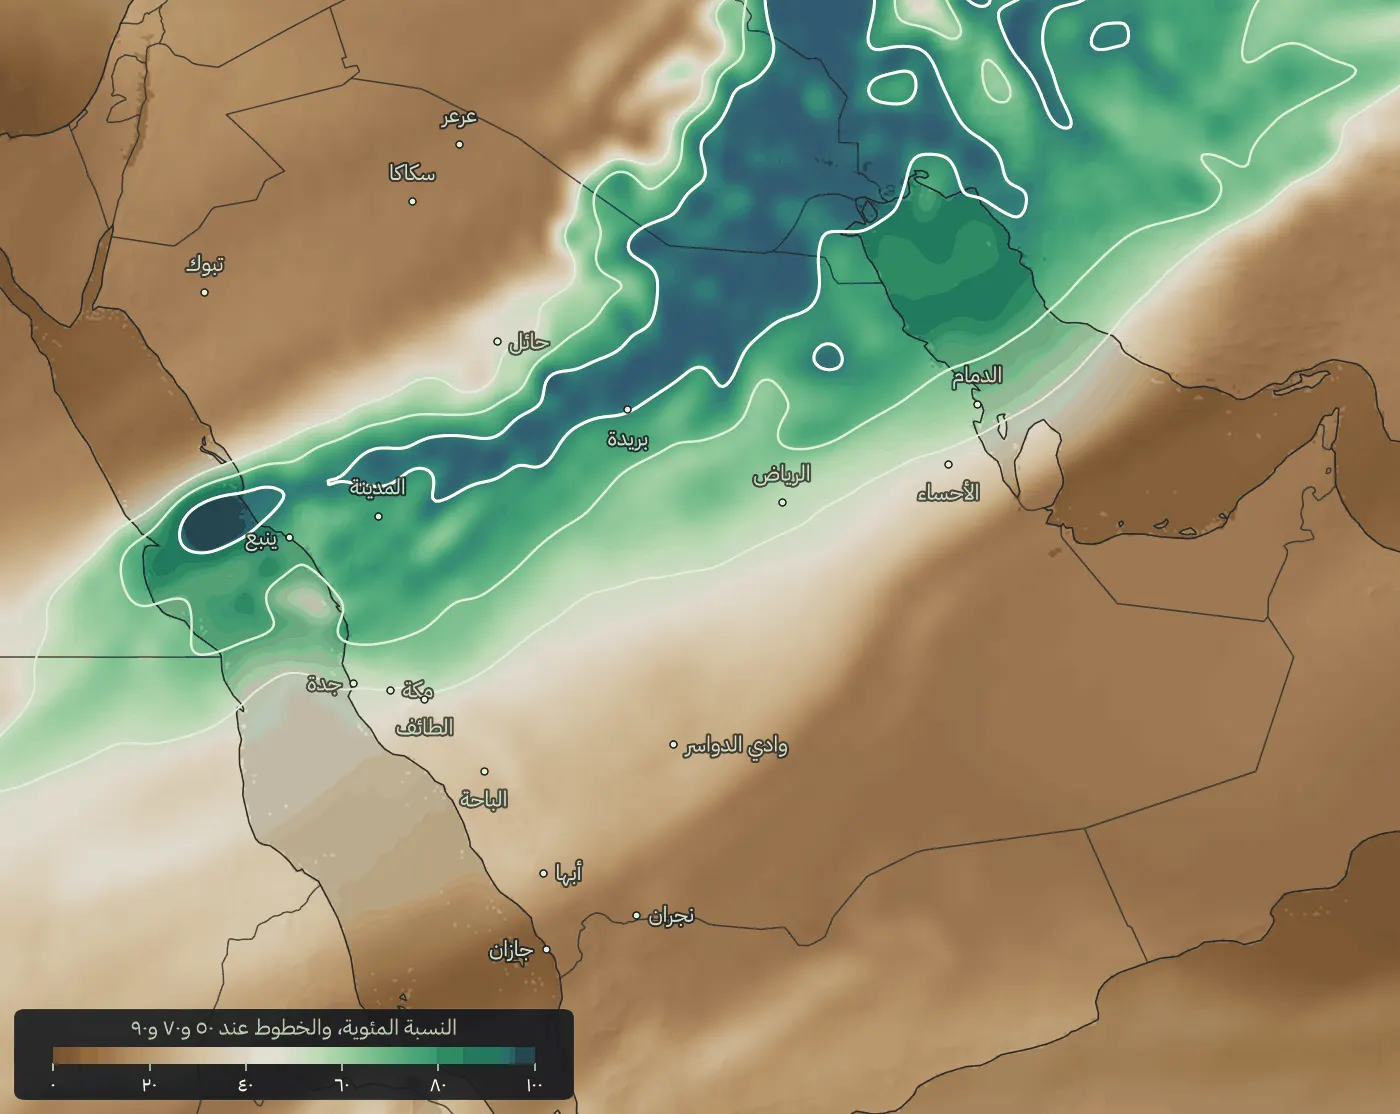 عرعر
سكاكا
تبوك
حائل
الدمام
بريدة
الرياض
المدينة
الأحساء
ينبع
جدة
مكة
الطائف
وادي الدواسر
الباحة
أبها
نجران
جازان
النسبة المئوية، والخطوط عند ٥٠ و٧٠ و٩٠
٠ ٢٠ ٤٠ ٦٠ ٨٠ ١٠٠